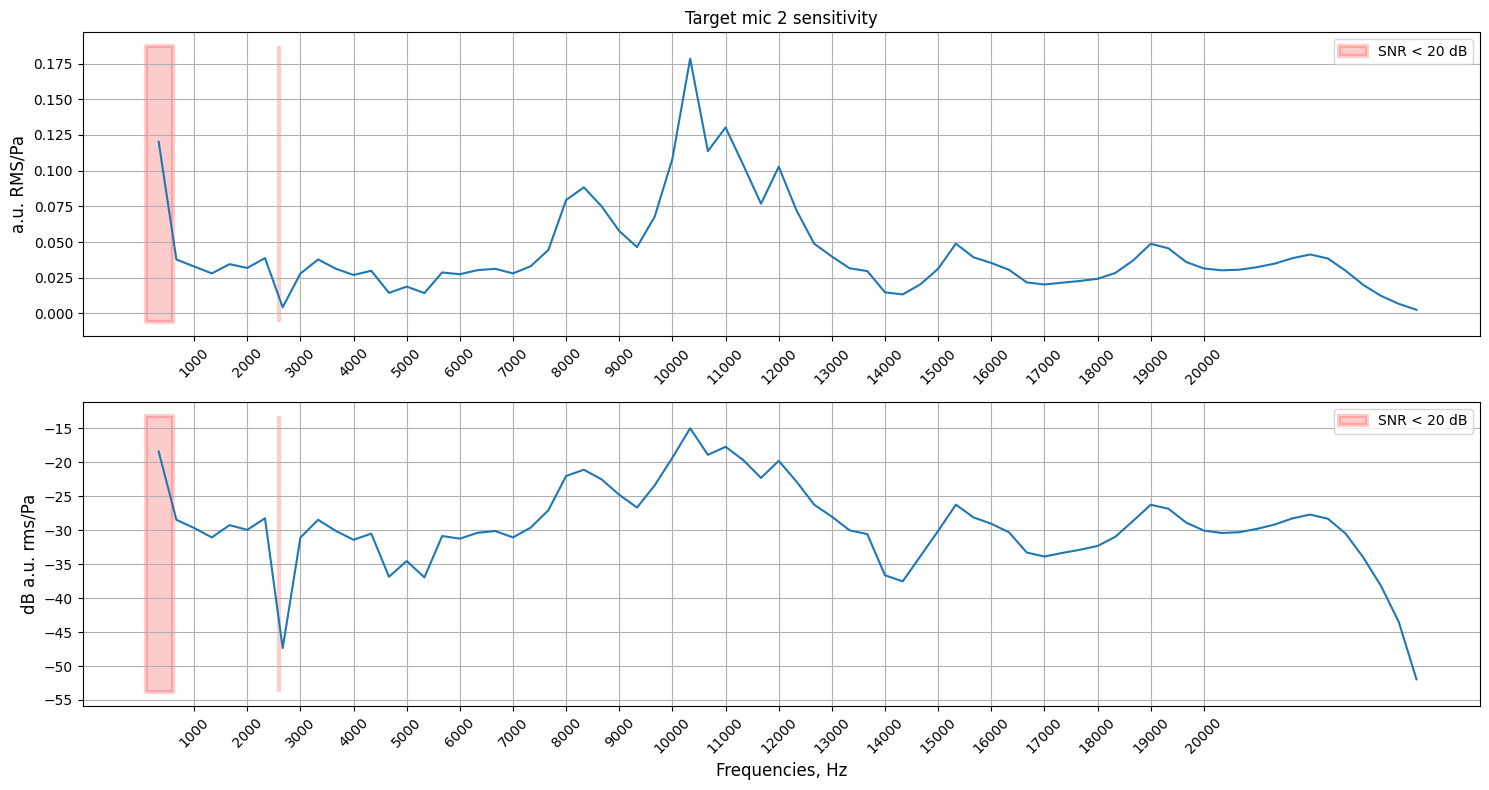 Target mic 2 sensitivity
SNR < 20 dB
a.u. RMS/Pa
0.175
0.150
0.125
0.100
0.075
0.050
0.025
0.000
1000 2000 3000 4000 5000 6000 7000 8000 9000 10000 11000 12000 13000 14000 15000 16000 17000 18000 19000 20000
SNR < 20 dB
dB a.u. rms/Pa
−15
−20
−25
−30
−35
−40
−45
−50
−55
1000 2000 3000 4000 5000 6000 7000 8000 9000 10000 11000 12000 13000 14000 15000 16000 17000 18000 19000 20000
Frequencies, Hz